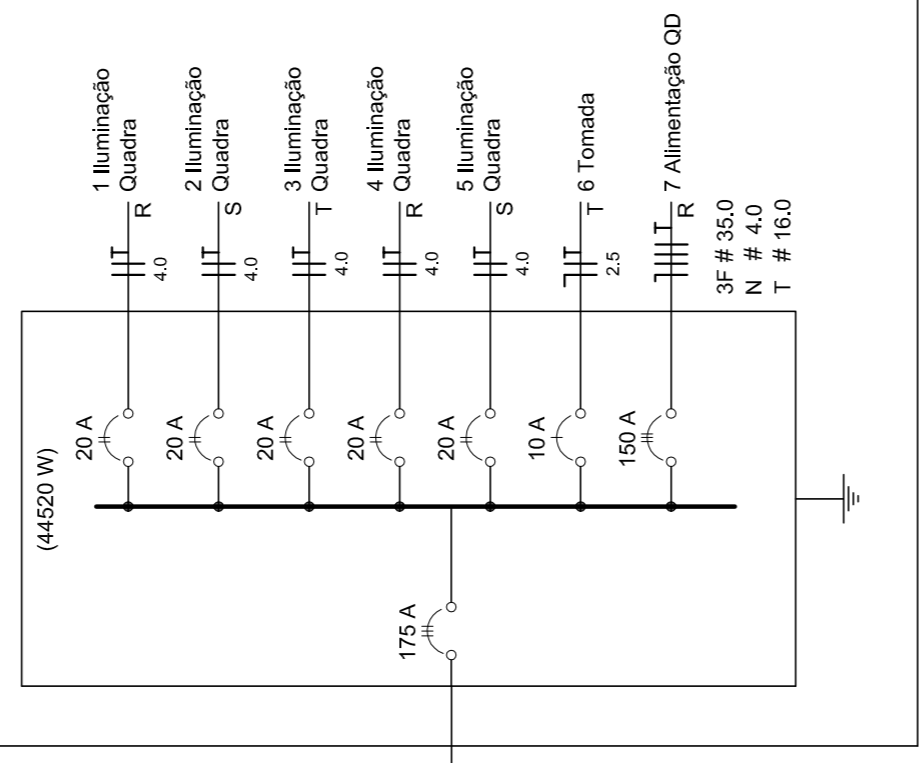 (44520 W)
175 A
20 A
4.0
R
1 Iluminação
Quadra
20 A
4.0
S
2 Iluminação
Quadra
20 A
4.0
T
3 Iluminação
Quadra
20 A
4.0
R
4 Iluminação
Quadra
20 A
4.0
S
5 Iluminação
Quadra
10 A
2.5
T
6 Tomada
150 A
R
7 Alimentação QD
3F # 35.0
N # 4.0
T # 16.0